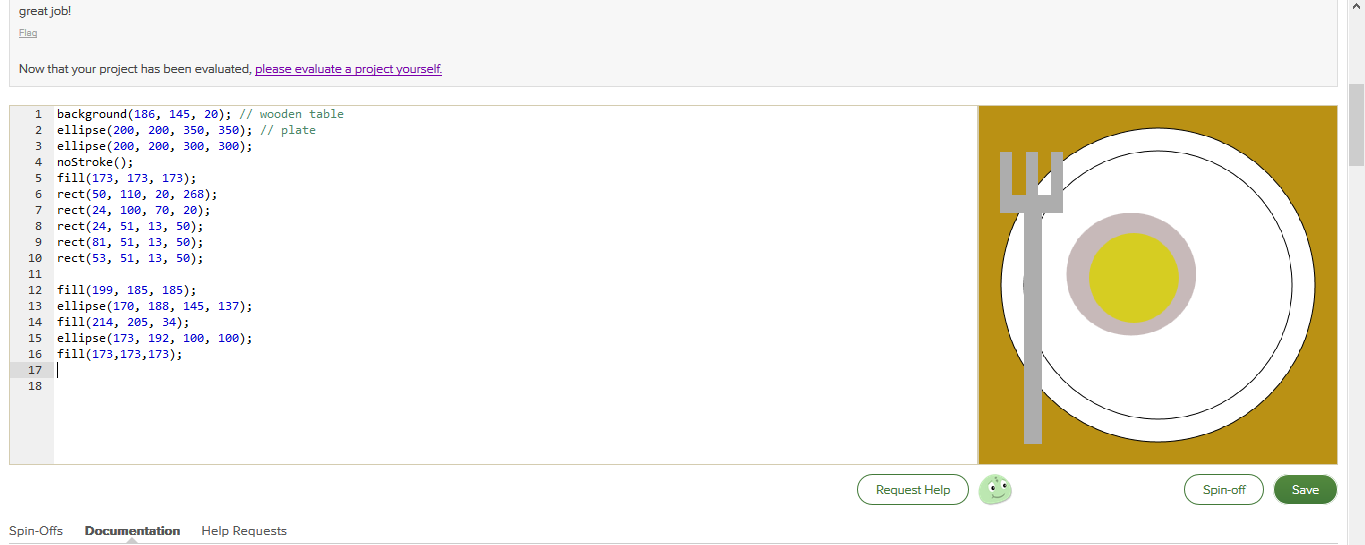 great job!
Flag
Now that your project has been evaluated, please evaluate a project yourself.
1 background(186, 145, 20); // wooden table
2 ellipse(200, 200, 350, 350); // plate
3 ellipse(200, 200, 300, 300);
4 noStroke();
5 fill(173, 173, 173);
6 rect(50, 110, 20, 268);
7 rect(24, 100, 70, 20);
8 rect(24, 51, 13, 50);
9 rect(81, 51, 13, 50);
10 rect(53, 51, 13, 50);
11
12 fill(199, 185, 185);
13 ellipse(170, 188, 145, 137);
14 fill(214, 205, 34);
15 ellipse(173, 192, 100, 100);
16 fill(173,173,173);
17
18
Request Help
Spin-off
Save
Spin-Offs Documentation Help Requests